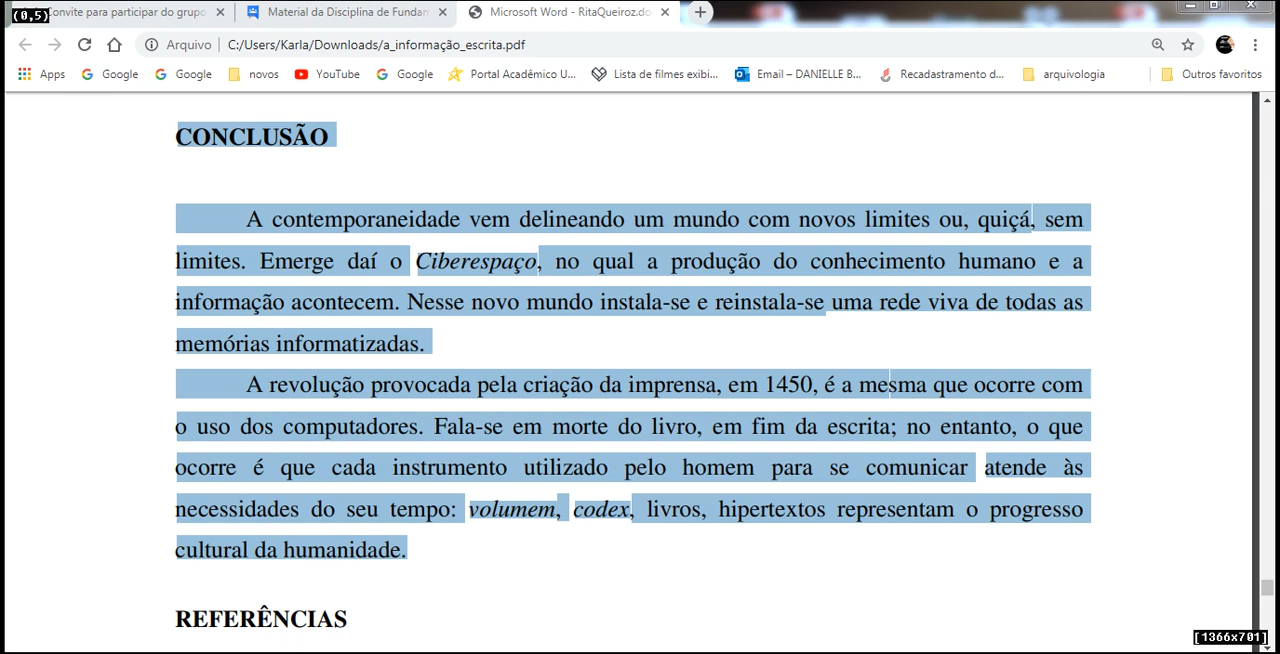 (0,5)
Convite para participar do grupo
Material da Disciplina de Fundam
Microsoft Word - RitaQueiroz.do
Arquivo
C:/Users/Karla/Downloads/a_informação_escrita.pdf
Apps
Google
Google
novos
YouTube
Google
Portal Acadêmico U...
Lista de filmes exibi...
Email – DANIELLE B...
Recadastramento d...
arquivologia
Outros favoritos
CONCLUSÃO
A contemporaneidade vem delineando um mundo com novos limites ou, quiçá, sem
limites. Emerge daí o Ciberespaço, no qual a produção do conhecimento humano e a
informação acontecem. Nesse novo mundo instala-se e reinstala-se uma rede viva de todas as
memórias informatizadas.
A revolução provocada pela criação da imprensa, em 1450, é a mesma que ocorre com
o uso dos computadores. Fala-se em morte do livro, em fim da escrita; no entanto, o que
ocorre é que cada instrumento utilizado pelo homem para se comunicar atende às
necessidades do seu tempo: volumem, codex, livros, hipertextos representam o progresso
cultural da humanidade.
REFERÊNCIAS
[1366x701]